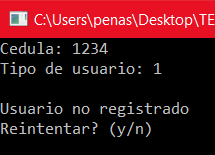 C:\Users\penas\Desktop\TE
Cedula: 1234
Tipo de usuario: 1
Usuario no registrado
Reintentar? (y/n)